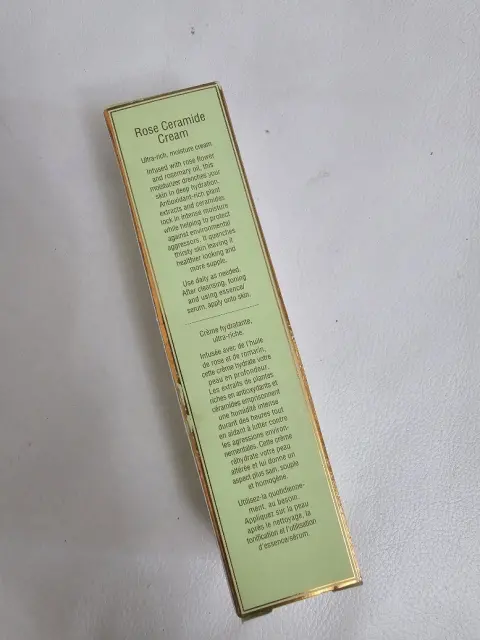 Rose Ceramide
Cream
Ultra-rich, moisture cream.
Infused with rose flower
and rosemary oil, this
moisturizer drenches your
skin in deep hydration.
Antioxidant-rich plant
extracts and ceramides
lock in intense moisture
while helping to protect
against environmental
aggressors. It quenches
thirsty skin leaving it
healthier looking and
more supple.
Use daily as needed.
After cleansing, toning
and using essence/
serum, apply onto skin.
Crème hydratante,
ultra-riche.
Infusée avec de l'huile
de rose et de romarin,
cette crème hydrate votre
peau en profondeur.
Les extraits de plantes
riches en antioxydants et
céramides emprisonnent
une humidité intense
durant des heures tout
en aidant à lutter contre
les agressions environ-
nementales. Cette crème
réhydrate votre peau
altérée et lui donne un
aspect plus sain, souple
et homogène.
Utilisez-la quotidienne-
ment, au besoin.
Appliquez sur la peau
après le nettoyage, la
tonification et l'utilisation
d'essence/sérum.